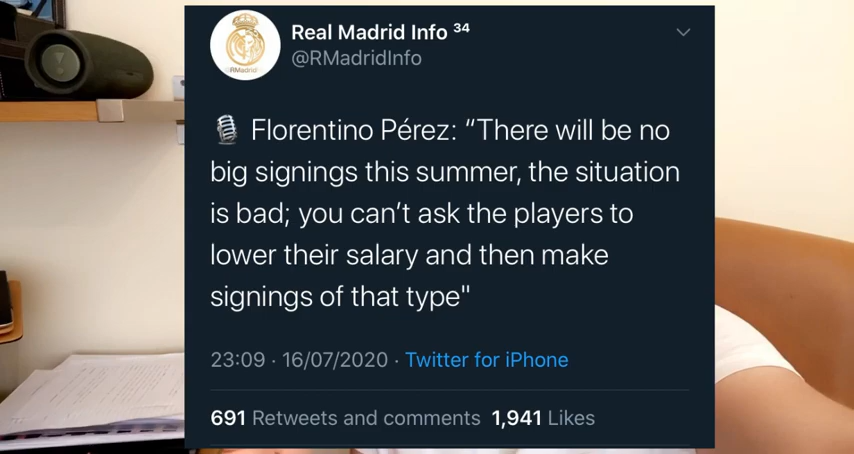 Real Madrid Info ³⁴
@RMadridInfo
RMadrid
🎙 Florentino Pérez: “There will be no
big signings this summer, the situation
is bad; you can’t ask the players to
lower their salary and then make
signings of that type"
23:09 · 16/07/2020 · Twitter for iPhone
691 Retweets and comments 1,941 Likes